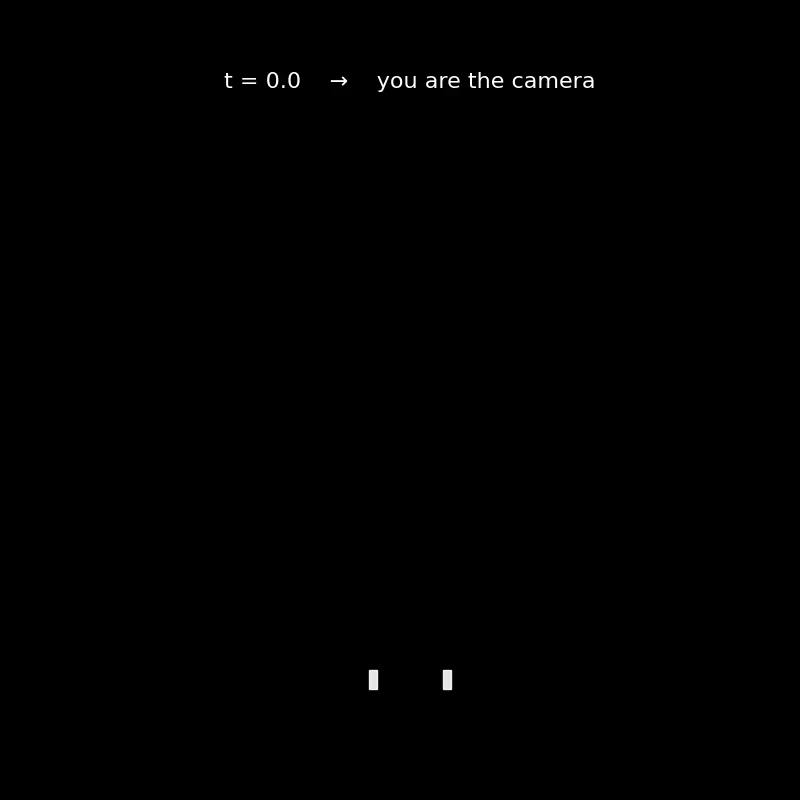 t = 0.0 → you are the camera